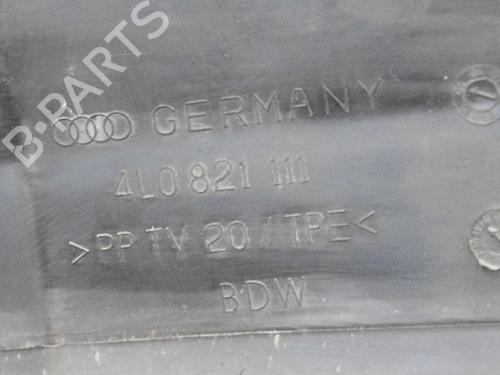 B-PARTS
GERMANY
4L0 821 111
>PP TV 20 / TPE<
BDW